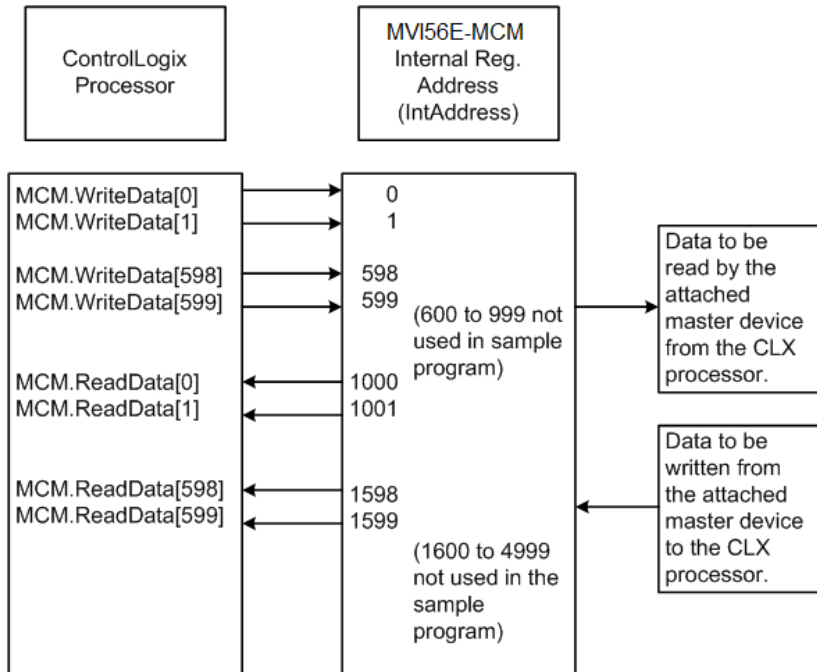 ControlLogix
Processor
MVI56E-MCM
Internal Reg.
Address
(IntAddress)
MCM.WriteData[0]
MCM.WriteData[1]
MCM.WriteData[598]
MCM.WriteData[599]
MCM.ReadData[0]
MCM.ReadData[1]
MCM.ReadData[598]
MCM.ReadData[599]
0
1
598
599
(600 to 999 not
used in sample
program)
1000
1001
1598
1599
(1600 to 4999
not used in the
sample
program)
Data to be
read by the
attached
master device
from the CLX
processor.
Data to be
written from
the attached
master device
to the CLX
processor.